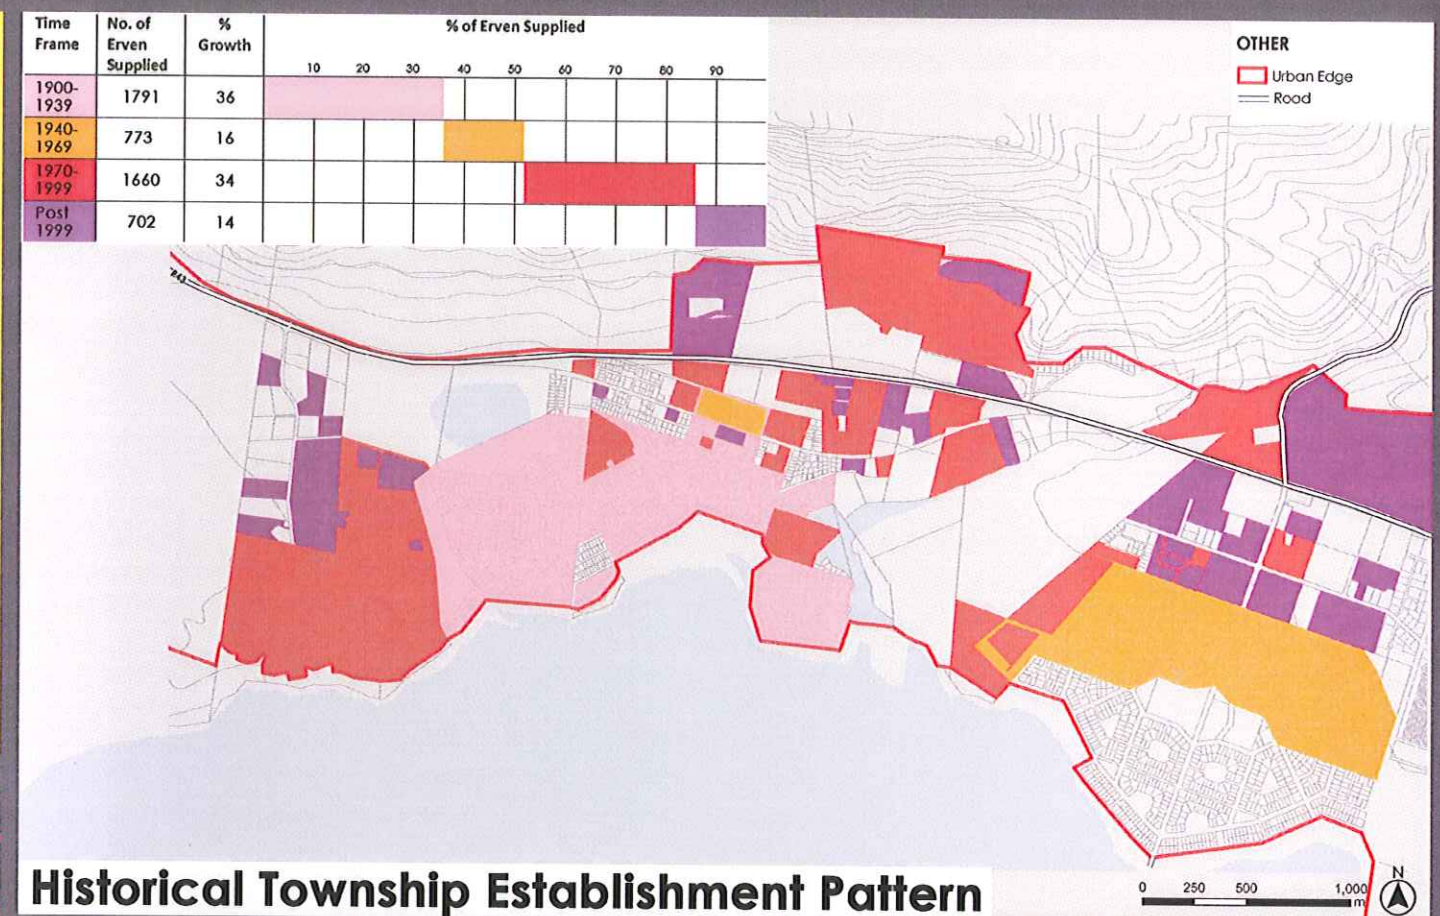 Time Frame
No. of Erven Supplied
% Growth
% of Erven Supplied
10 20 30 40 50 60 70 80 90
1900-1939 1791 36
1940-1969 773 16
1970-1999 1660 34
Post 1999 702 14
OTHER
Urban Edge
Road
R43
Historical Township Establishment Pattern
0 250 500 1,000
m
N